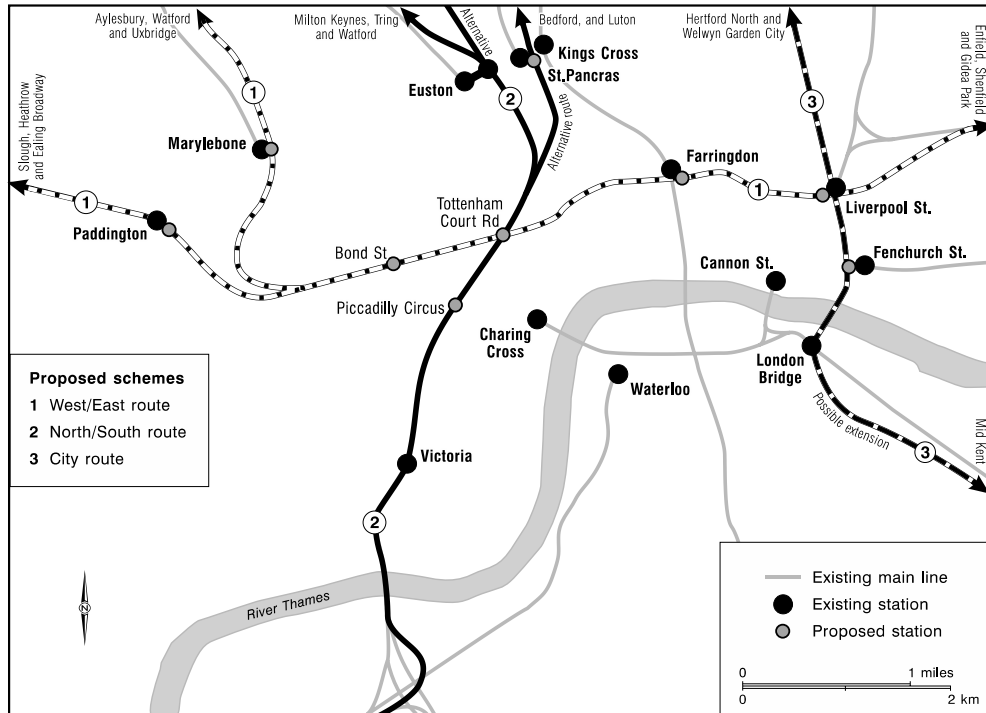 Aylesbury, Watford
and Uxbridge
Milton Keynes, Tring
and Watford
Alternative
Bedford, and Luton
Hertford North and
Welwyn Garden City
Enfield, Shenfield
and Gidea Park
Kings Cross
St.Pancras
Euston
2
3
1
Alternative route
Slough, Heathrow
and Ealing Broadway
Marylebone
Farringdon
1
1
Liverpool St.
Paddington
Tottenham
Court Rd
Bond St
Fenchurch St.
Cannon St.
Piccadilly Circus
Charing
Cross
London
Bridge
Waterloo
Possible extension
Mid Kent
3
Proposed schemes
1 West/East route
2 North/South route
3 City route
Victoria
2
N
River Thames
Existing main line
Existing station
Proposed station
0 1 miles
0 2 km